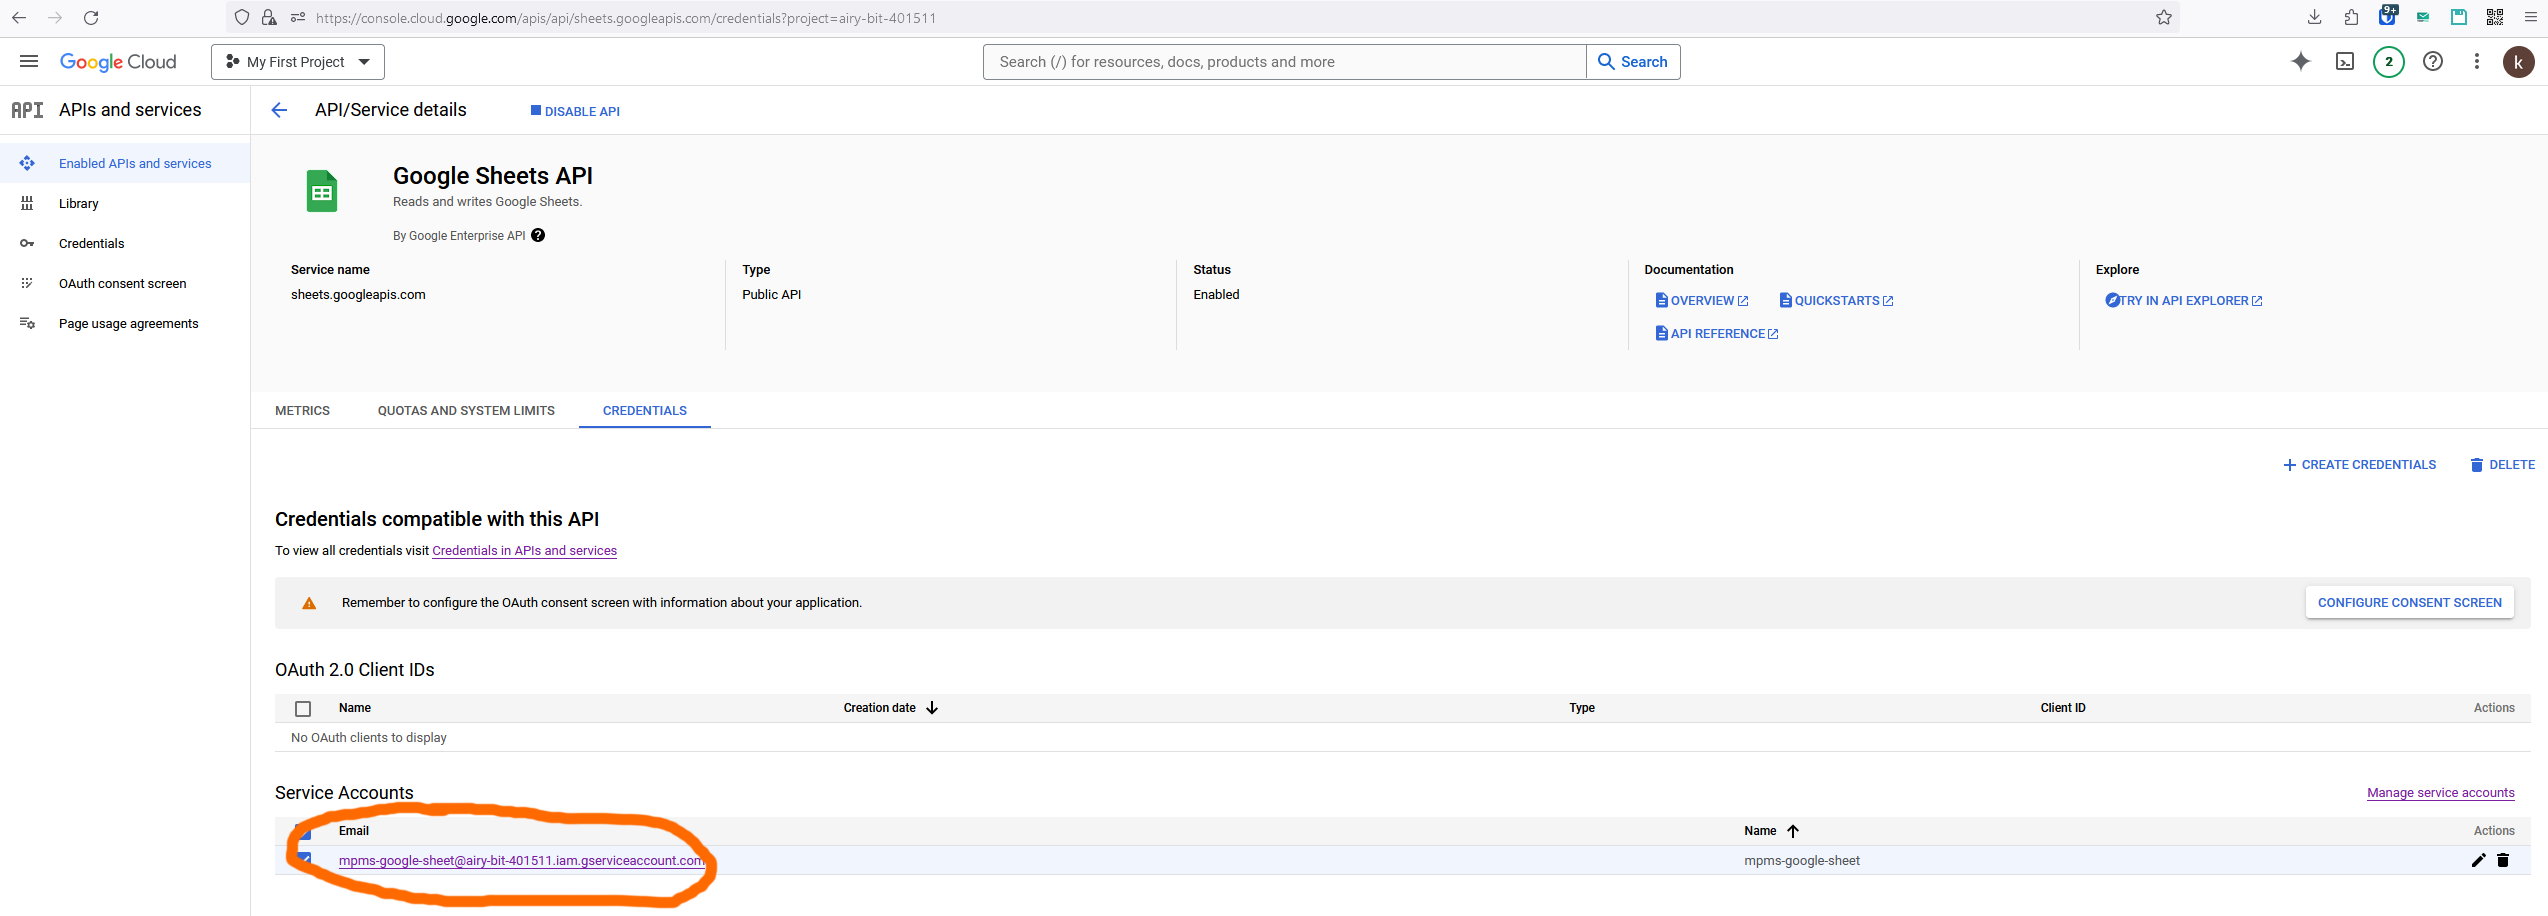 https://console.cloud.google.com/apis/api/sheets.googleapis.com/credentials?project=airy-bit-401511
9+
Google Cloud
My First Project
Search (/) for resources, docs, products and more
Search
2
k
API APIs and services
API/Service details
DISABLE API
Enabled APIs and services
Library
Credentials
OAuth consent screen
Page usage agreements
Google Sheets API
Reads and writes Google Sheets.
By Google Enterprise API
Service name
sheets.googleapis.com
Type
Public API
Status
Enabled
Documentation
OVERVIEW
QUICKSTARTS
API REFERENCE
Explore
TRY IN API EXPLORER
METRICS
QUOTAS AND SYSTEM LIMITS
CREDENTIALS
CREATE CREDENTIALS
DELETE
Credentials compatible with this API
To view all credentials visit Credentials in APIs and services
Remember to configure the OAuth consent screen with information about your application.
CONFIGURE CONSENT SCREEN
OAuth 2.0 Client IDs
Name Creation date Type Client ID Actions
No OAuth clients to display
Service Accounts
Manage service accounts
Email Name Actions
mpms-google-sheet@airy-bit-401511.iam.gserviceaccount.com mpms-google-sheet